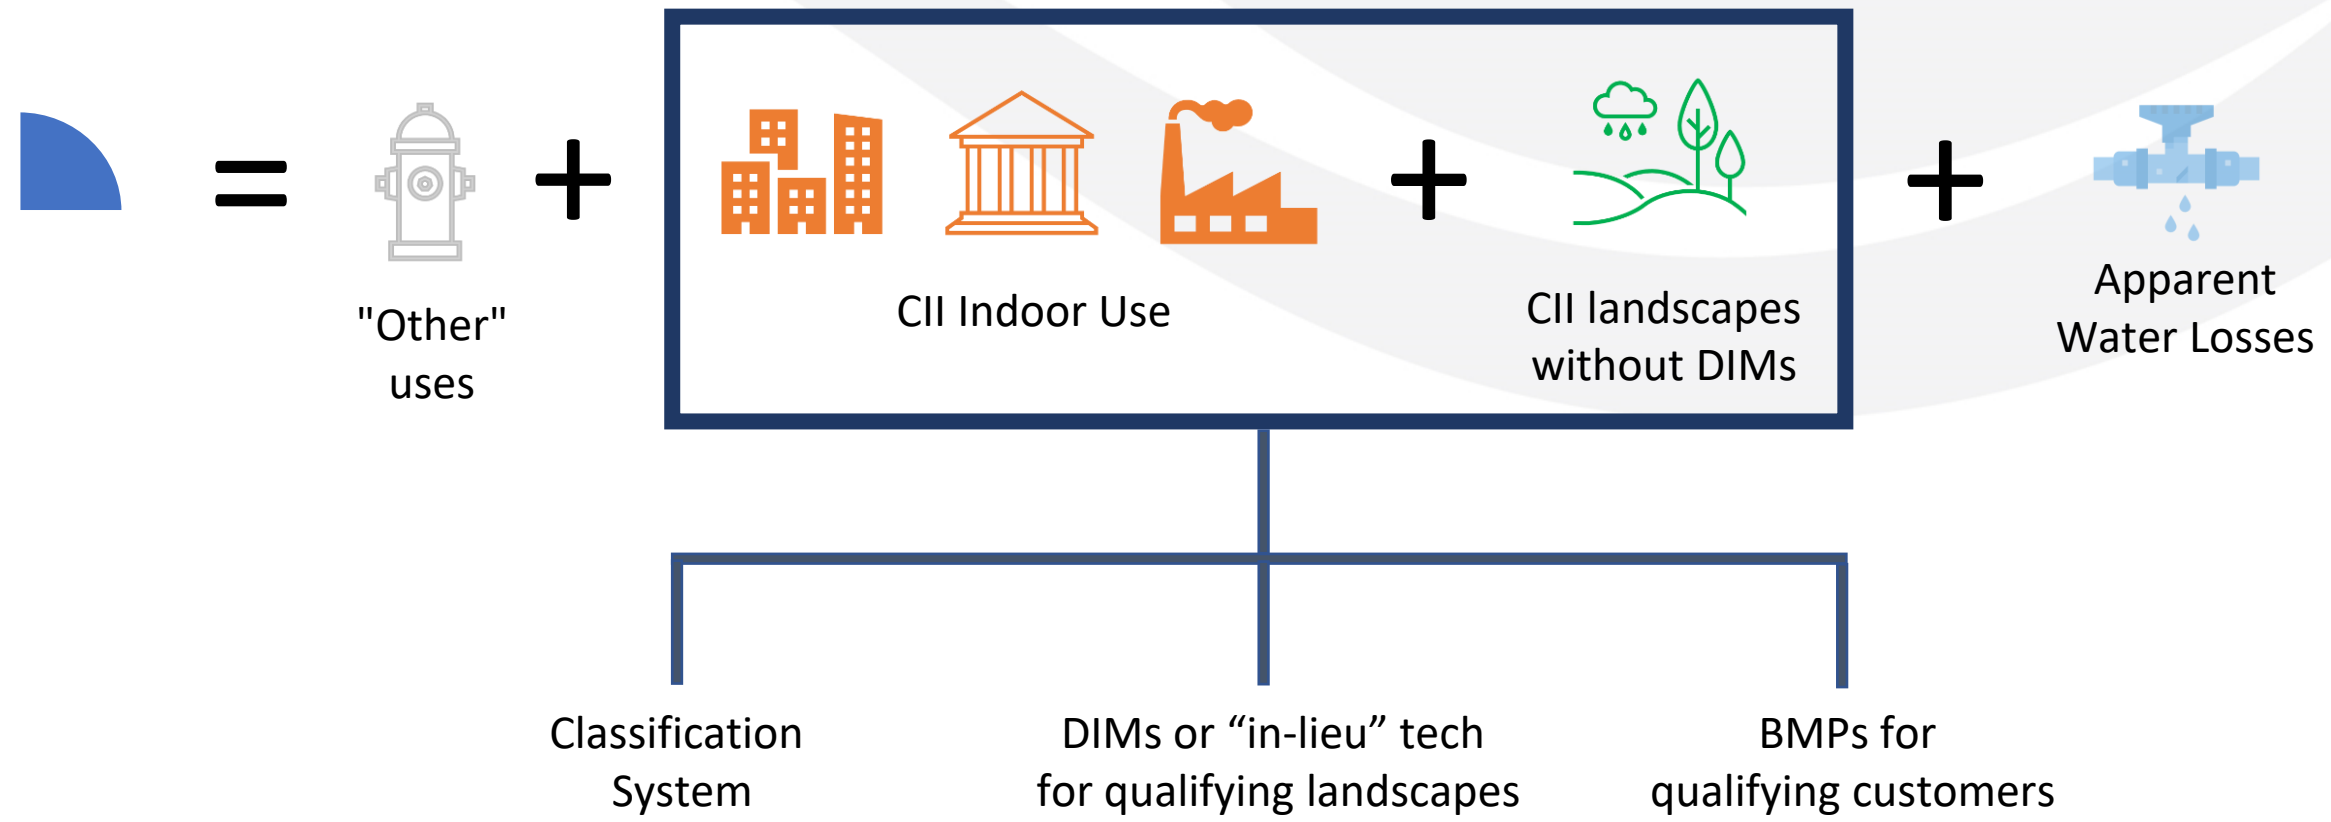 "Other"
uses
CII Indoor Use
CII landscapes
without DIMs
Apparent
Water Losses
Classification
System
DIMs or “in-lieu” tech
for qualifying landscapes
BMPs for
qualifying customers